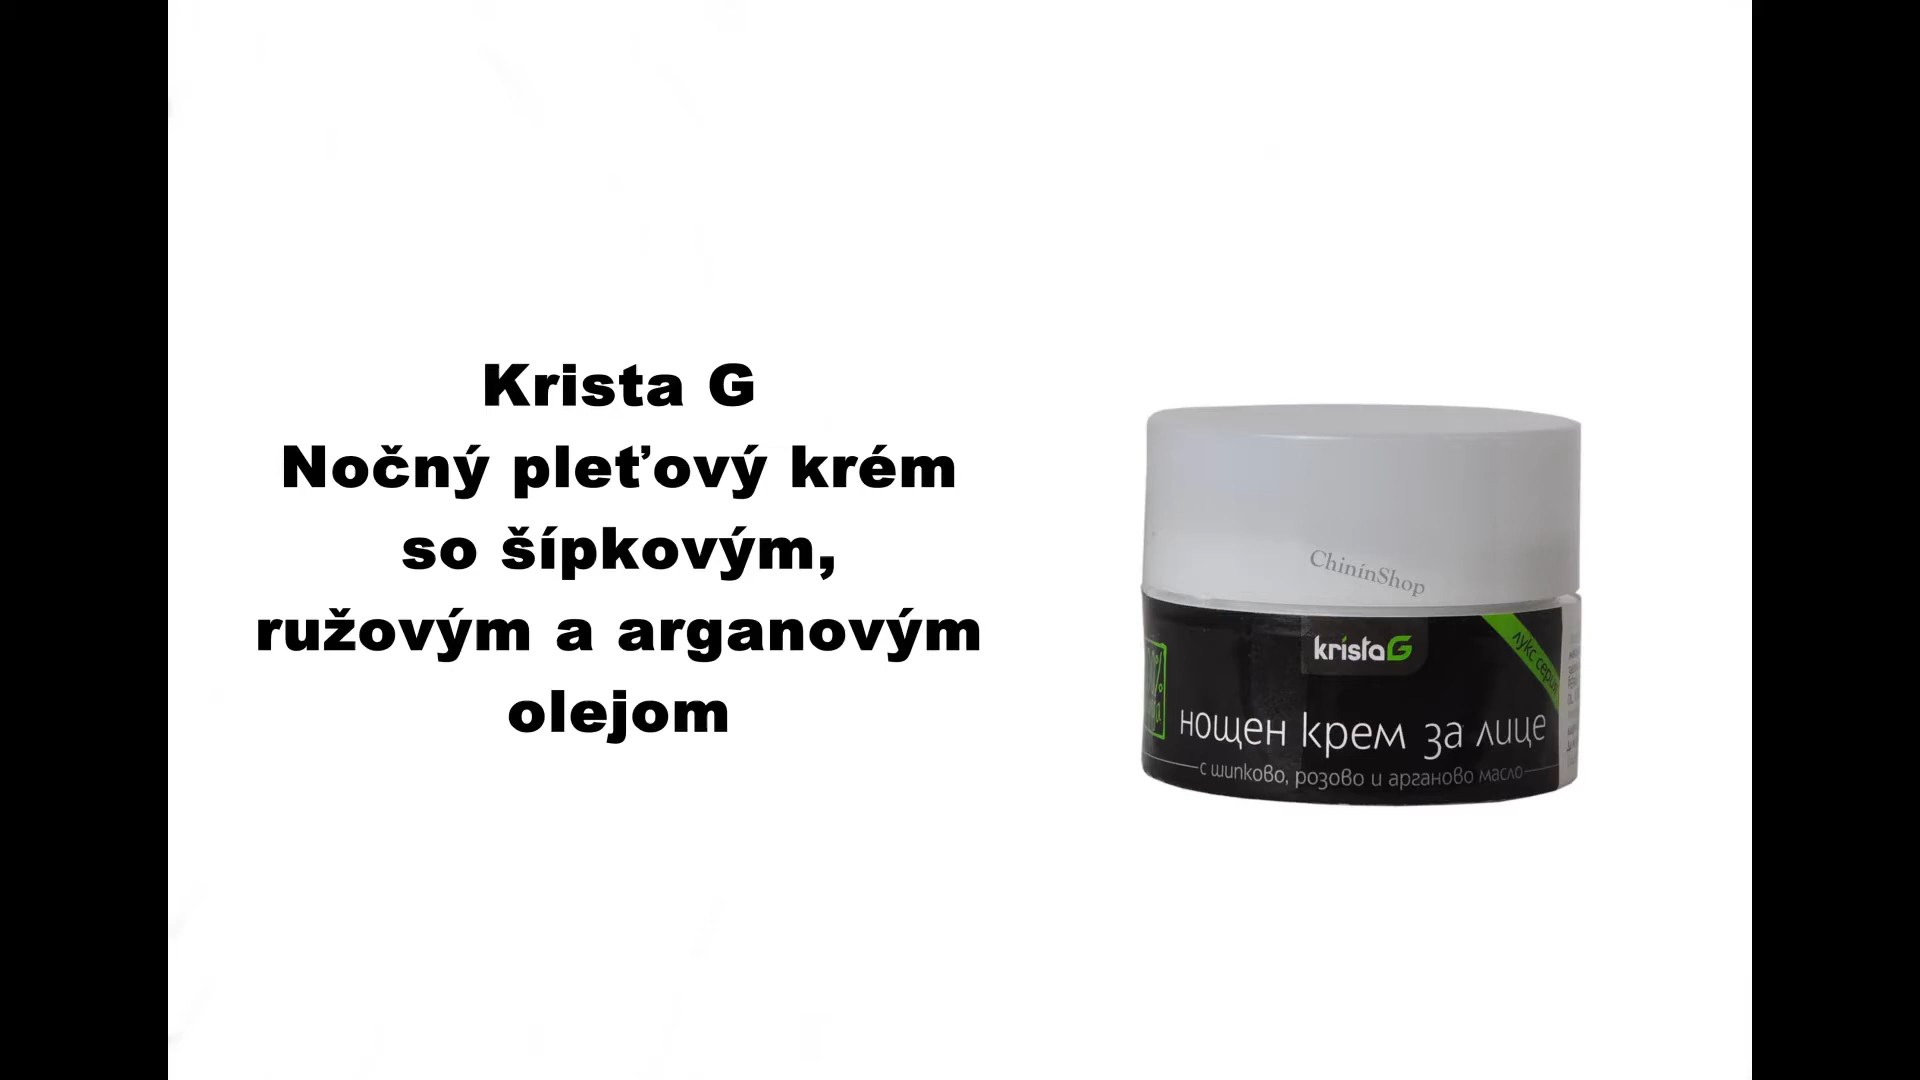 Krista G
Nočný pleťový krém
so šípkovým,
ružovým a arganovým
olejom
ChinínShop
kristaG
лукс серия
нощен крем за лице
с шипково, розово и арганово масло